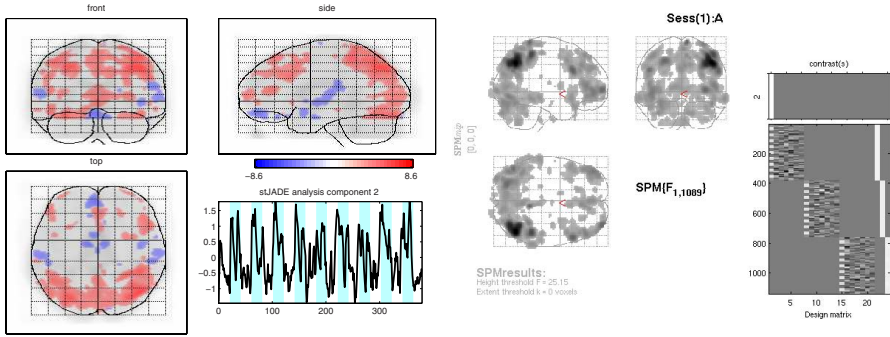 front
side
top
−8.6
8.6
stJADE analysis component 2
1.5
1.0
0.5
0
−0.5
−1
0
100
200
300
Sess(1):A
SPMmip
[0, 0, 0]
<
<
<
SPM{F1,1089}
SPMresults:
Height threshold F = 25.15
Extent threshold k = 0 voxels
contrast(s)
2
200
400
600
800
1000
5
10
15
20
25
Design matrix